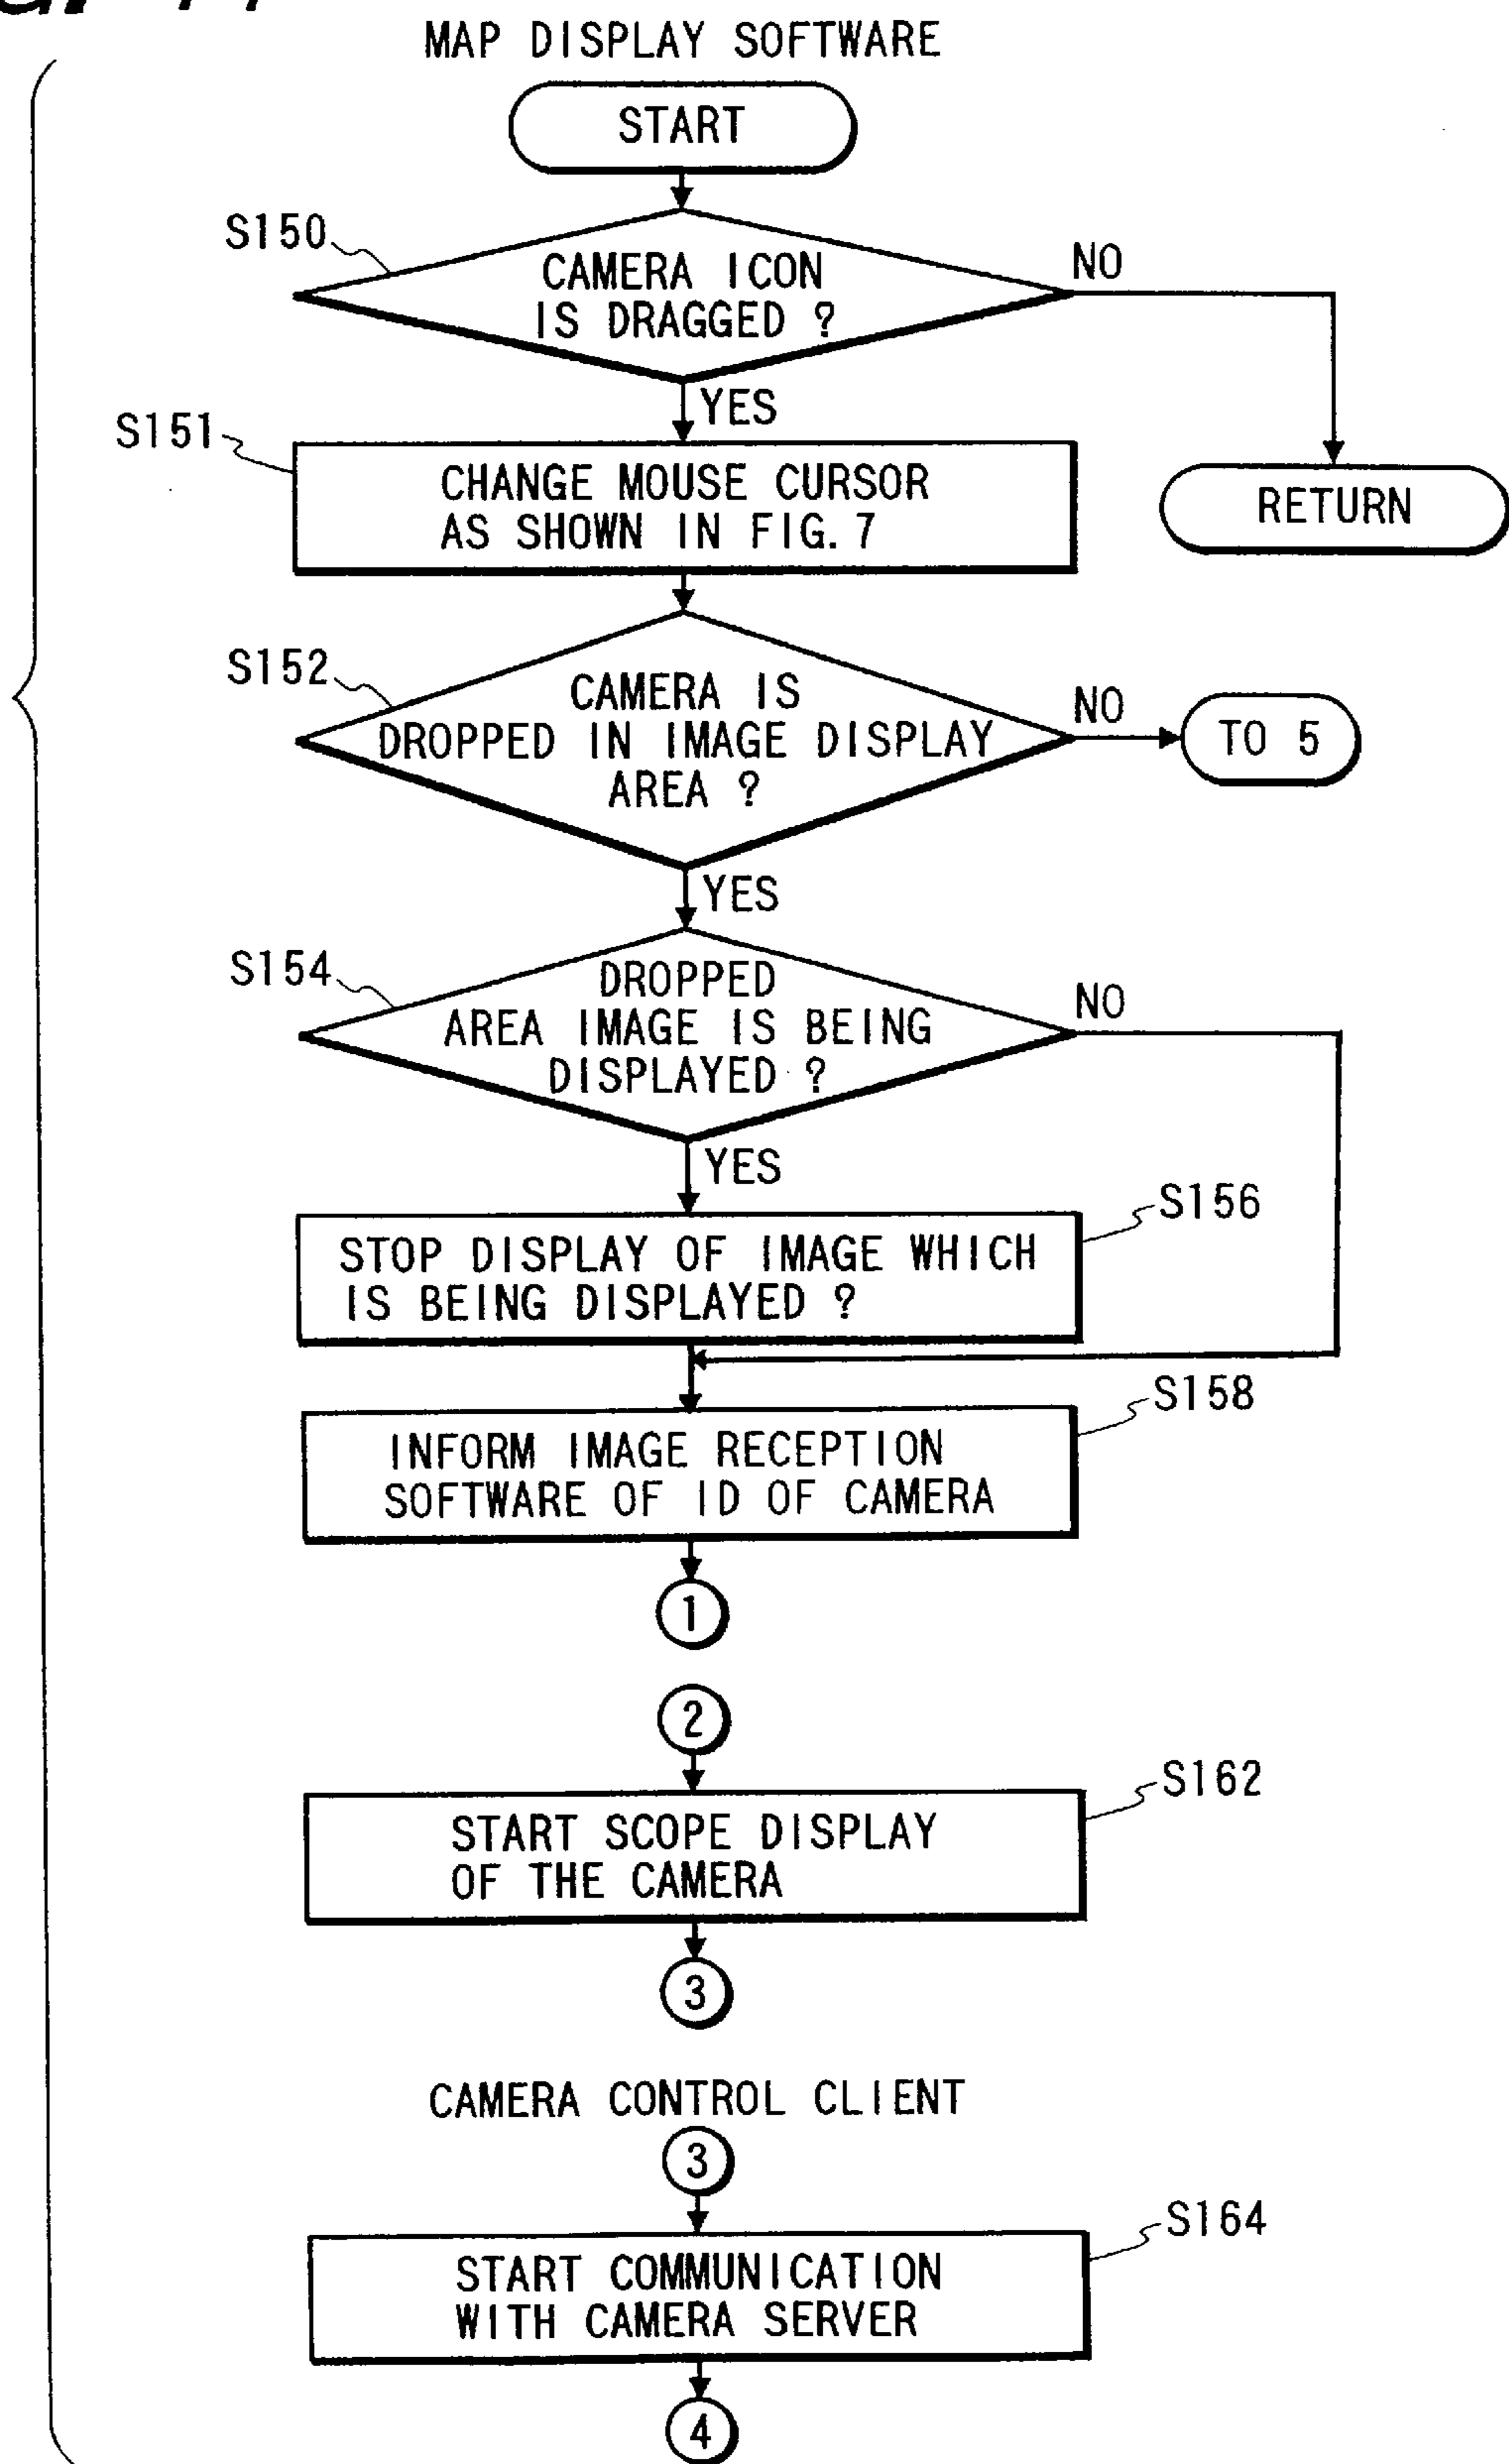 MAP DISPLAY SOFTWARE
START
S150
CAMERA ICON
IS DRAGGED ?
NO
YES
S151
CHANGE MOUSE CURSOR
AS SHOWN IN FIG. 7
RETURN
S152
CAMERA IS
DROPPED IN IMAGE DISPLAY
AREA ?
NO
TO 5
YES
S154
DROPPED
AREA IMAGE IS BEING
DISPLAYED ?
NO
YES
S156
STOP DISPLAY OF IMAGE WHICH
IS BEING DISPLAYED ?
S158
INFORM IMAGE RECEPTION
SOFTWARE OF ID OF CAMERA
1
2
S162
START SCOPE DISPLAY
OF THE CAMERA
3
CAMERA CONTROL CLIENT
3
S164
START COMMUNICATION
WITH CAMERA SERVER
4